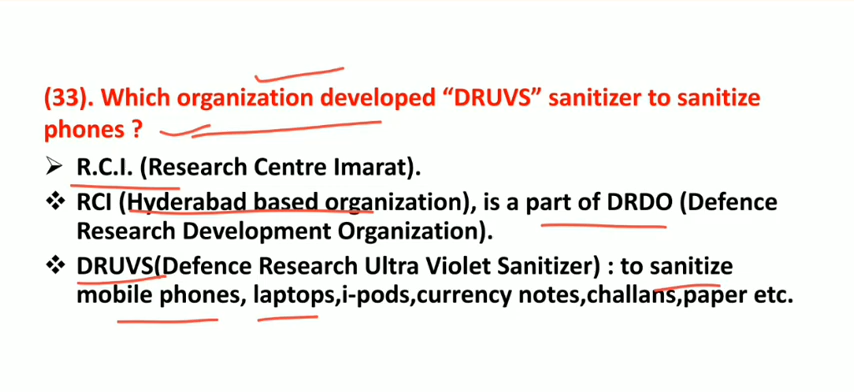 (33). Which organization developed “DRUVS” sanitizer to sanitize
phones ?
➢ R.C.I. (Research Centre Imarat).
❖ RCI (Hyderabad based organization), is a part of DRDO (Defence
Research Development Organization).
❖ DRUVS(Defence Research Ultra Violet Sanitizer) : to sanitize
mobile phones, laptops,i-pods,currency notes,challans,paper etc.